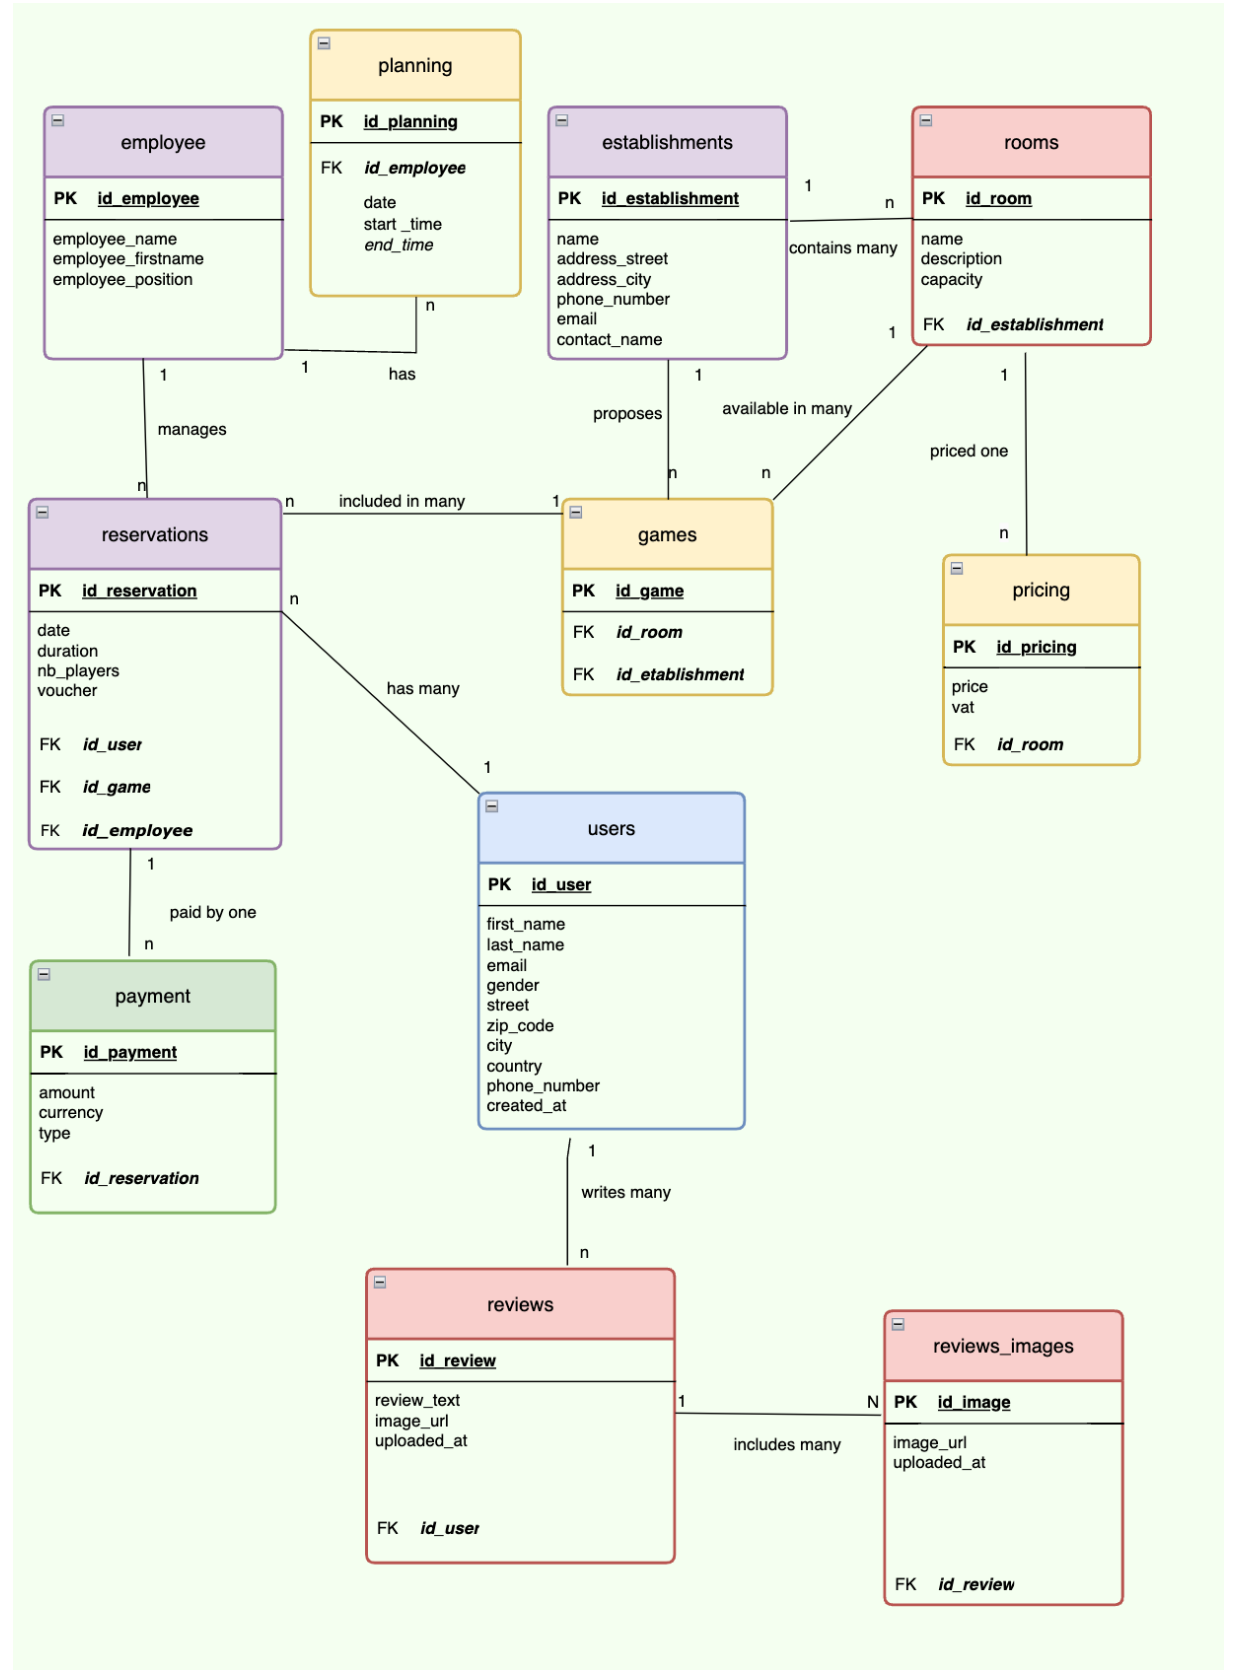 planning
PK id_planning
FK id_employee
date
start _time
end_time
employee
PK id_employee
employee_name
employee_firstname
employee_position
establishments
PK id_establishment
name
address_street
address_city
phone_number
email
contact_name
rooms
PK id_room
name
description
capacity
FK id_establishment
1
n
contains many
n
1
has
1
manages
n
1
proposes
n
1
available in many
n
1
priced one
n
n
included in many
1
reservations
PK id_reservation
date
duration
nb_players
voucher
FK id_user
FK id_game
FK id_employee
games
PK id_game
FK id_room
FK id_etablishment
pricing
PK id_pricing
price
vat
FK id_room
n
has many
1
1
paid by one
n
users
PK id_user
first_name
last_name
email
gender
street
zip_code
city
country
phone_number
created_at
payment
PK id_payment
amount
currency
type
FK id_reservation
1
writes many
n
reviews
PK id_review
review_text
image_url
uploaded_at
FK id_user
1
N
includes many
reviews_images
PK id_image
image_url
uploaded_at
FK id_review